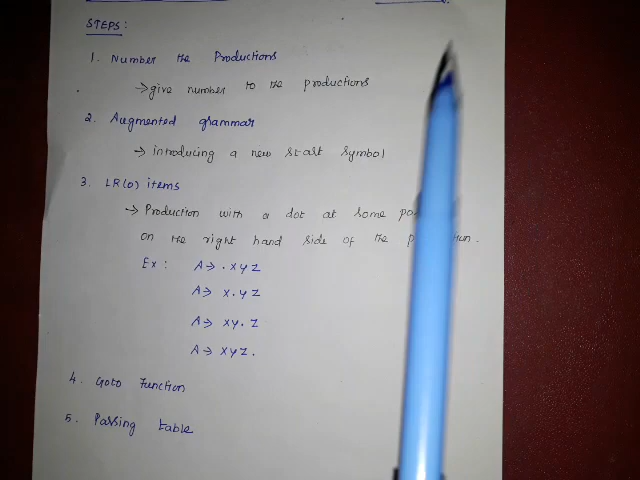 STEPS:
1. Number the Productions
→ give number to the productions
2. Augmented grammar
→ introducing a new start symbol
3. LR(0) items
→ Production with a dot at some
on the right hand side of the
Ex: A → .XYZ
A → X.YZ
A → XY.Z
A → XYZ.
4. Goto Function
5. Parsing table